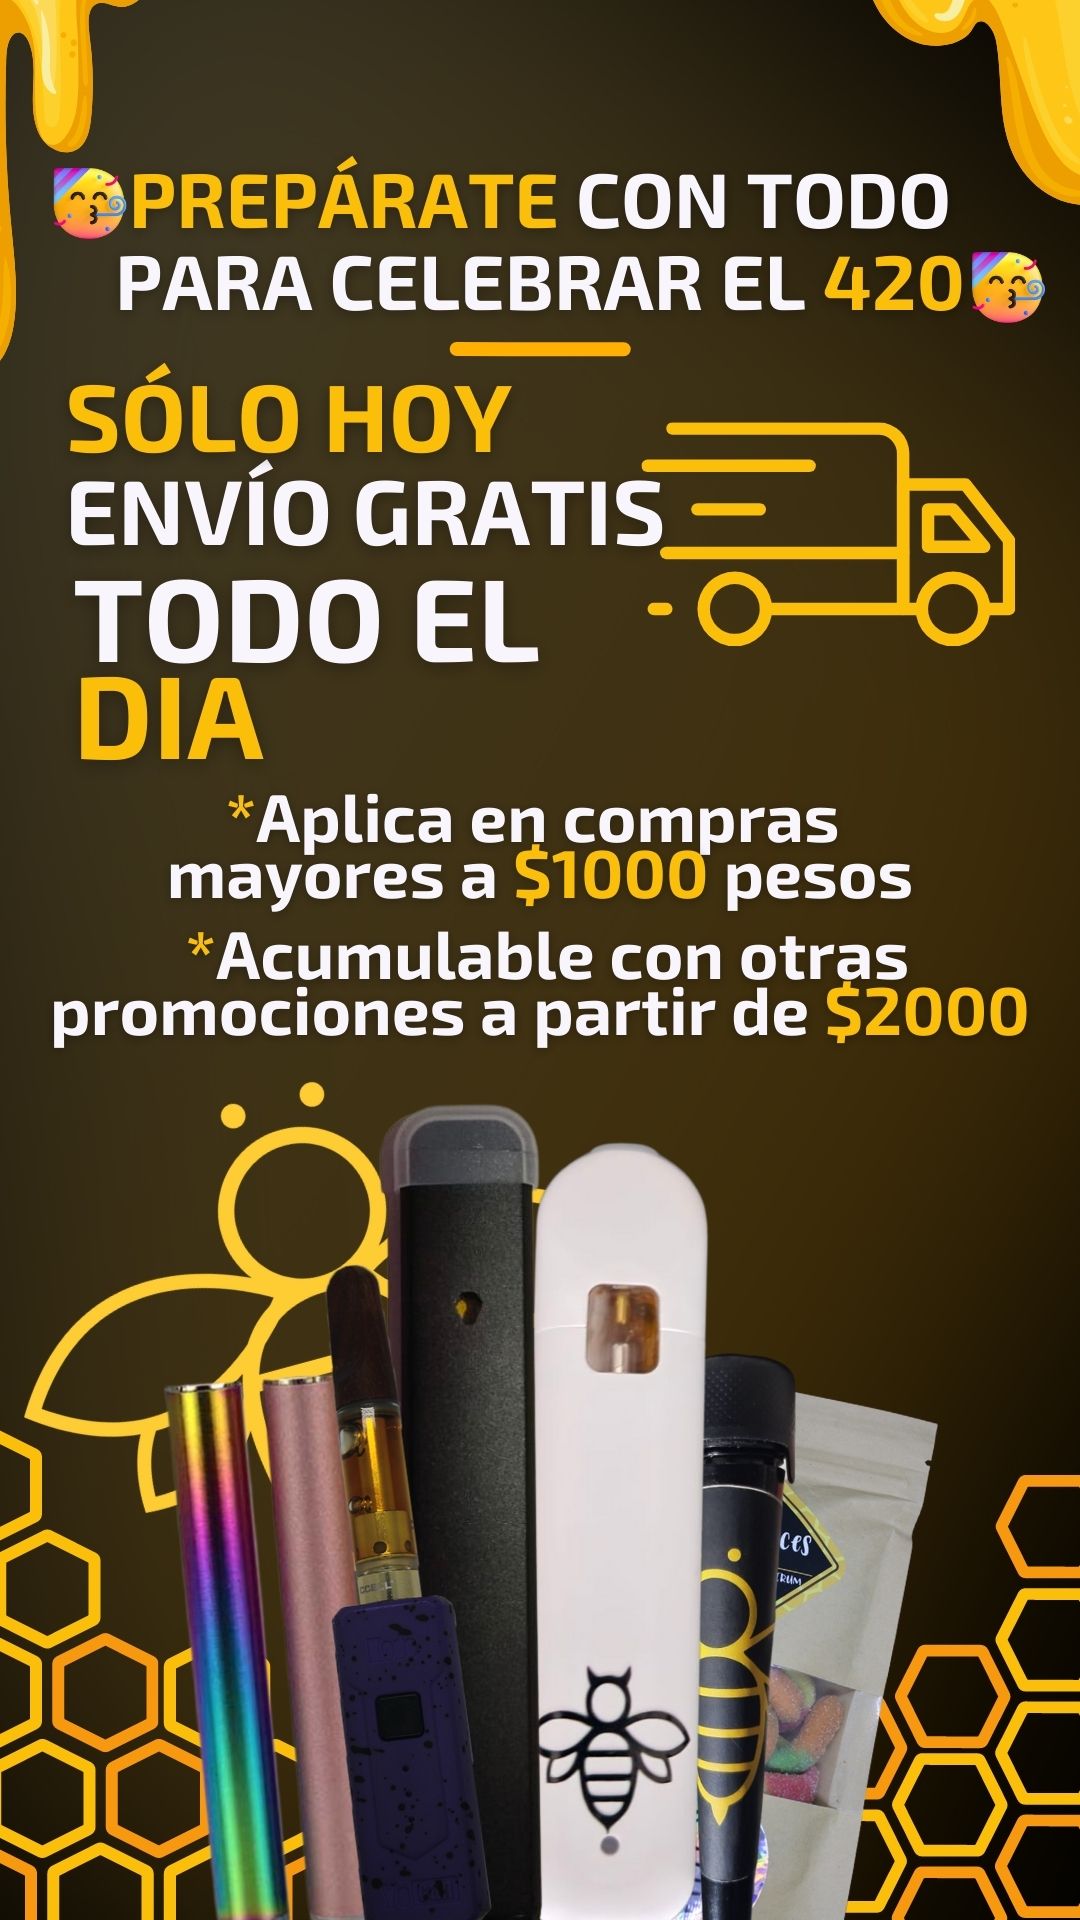 🥳PREPÁRATE CON TODO
PARA CELEBRAR EL 420🥳
SÓLO HOY
ENVÍO GRATIS
TODO EL
DIA
*Aplica en compras
mayores a $1000 pesos
*Acumulable con otras
promociones a partir de $2000